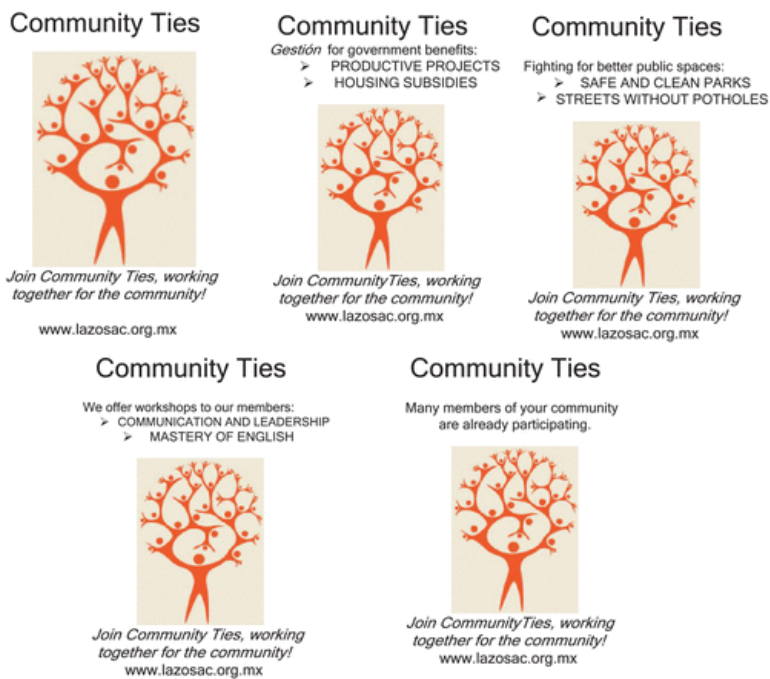 Community Ties
Join Community Ties, working
together for the community!
www.lazosac.org.mx
Community Ties
Gestión for government benefits:
➢ PRODUCTIVE PROJECTS
➢ HOUSING SUBSIDIES
Join CommunityTies, working
together for the community!
www.lazosac.org.mx
Community Ties
Fighting for better public spaces:
➢ SAFE AND CLEAN PARKS
➢ STREETS WITHOUT POTHOLES
Join Community Ties, working
together for the community!
www.lazosac.org.mx
Community Ties
We offer workshops to our members:
➢ COMMUNICATION AND LEADERSHIP
➢ MASTERY OF ENGLISH
Join Community Ties, working
together for the community!
www.lazosac.org.mx
Community Ties
Many members of your community
are already participating.
Join CommunityTies, working
together for the community!
www.lazosac.org.mx